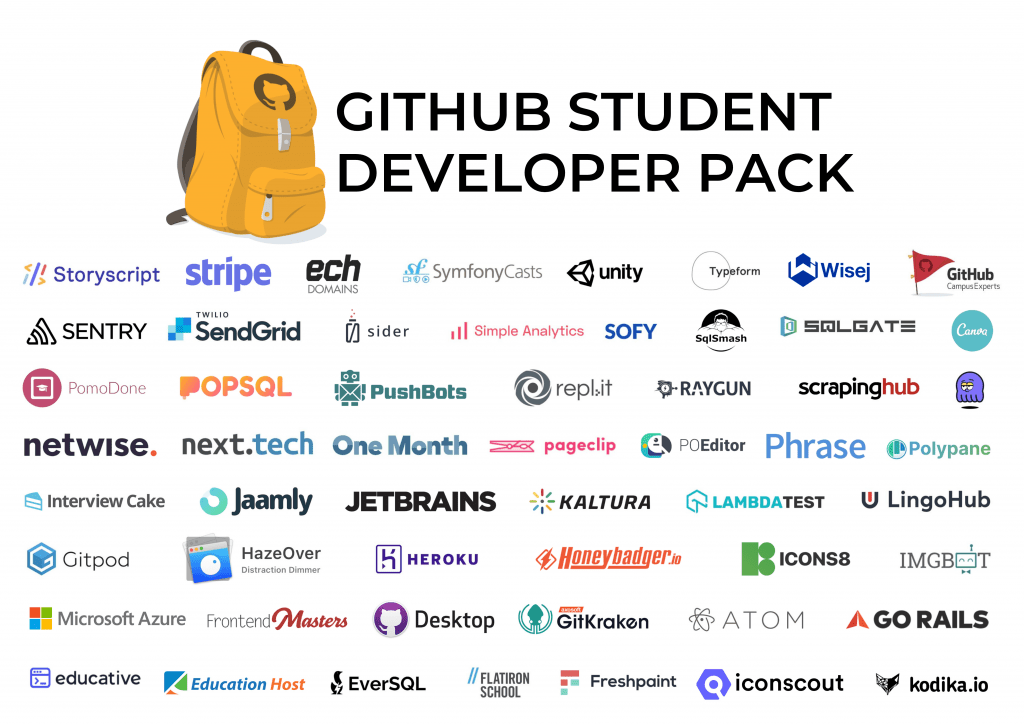 GITHUB STUDENT
DEVELOPER PACK
Storyscript stripe ech DOMAINS SymfonyCasts unity Typeform Wisej GitHub Campus Experts
SENTRY TWILIO SendGrid sider Simple Analytics SOFY SqlSmash SQLGATE Canva
PomoDone POPSQL PushBots repl.it RAYGUN scrapinghub
netwise. next.tech One Month pageclip POEditor Phrase Polypane
Interview Cake Jaamly JETBRAINS KALTURA LAMBDATEST LingoHub
Gitpod HazeOver Distraction Dimmer HEROKU Honeybadger.io ICONS8 IMGBOT
Microsoft Azure Frontend Masters Desktop axosoft GitKraken ATOM GO RAILS
educative Education Host EverSQL FLATIRON SCHOOL Freshpaint iconscout kodika.io